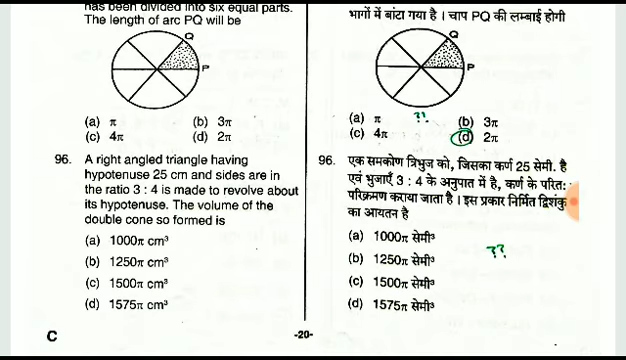 has been divided into six equal parts.
The length of arc PQ will be
Q
P
(a) π (b) 3π
(c) 4π (d) 2π
96. A right angled triangle having
hypotenuse 25 cm and sides are in
the ratio 3 : 4 is made to revolve about
its hypotenuse. The volume of the
double cone so formed is
(a) 1000π cm³
(b) 1250π cm³
(c) 1500π cm³
(d) 1575π cm³
भागों में बांटा गया है । चाप PQ की लम्बाई होगी
Q
P
(a) π ?? (b) 3π
(c) 4π (d) 2π
96. एक समकोण त्रिभुज को, जिसका कर्ण 25 सेमी. है
एवं भुजाएँ 3 : 4 के अनुपात में है, कर्ण के परितः
परिक्रमण कराया जाता है । इस प्रकार निर्मित द्विशंकु
का आयतन है
(a) 1000π सेमी³
??
(b) 1250π सेमी³
(c) 1500π सेमी³
(d) 1575π सेमी³
C -20-